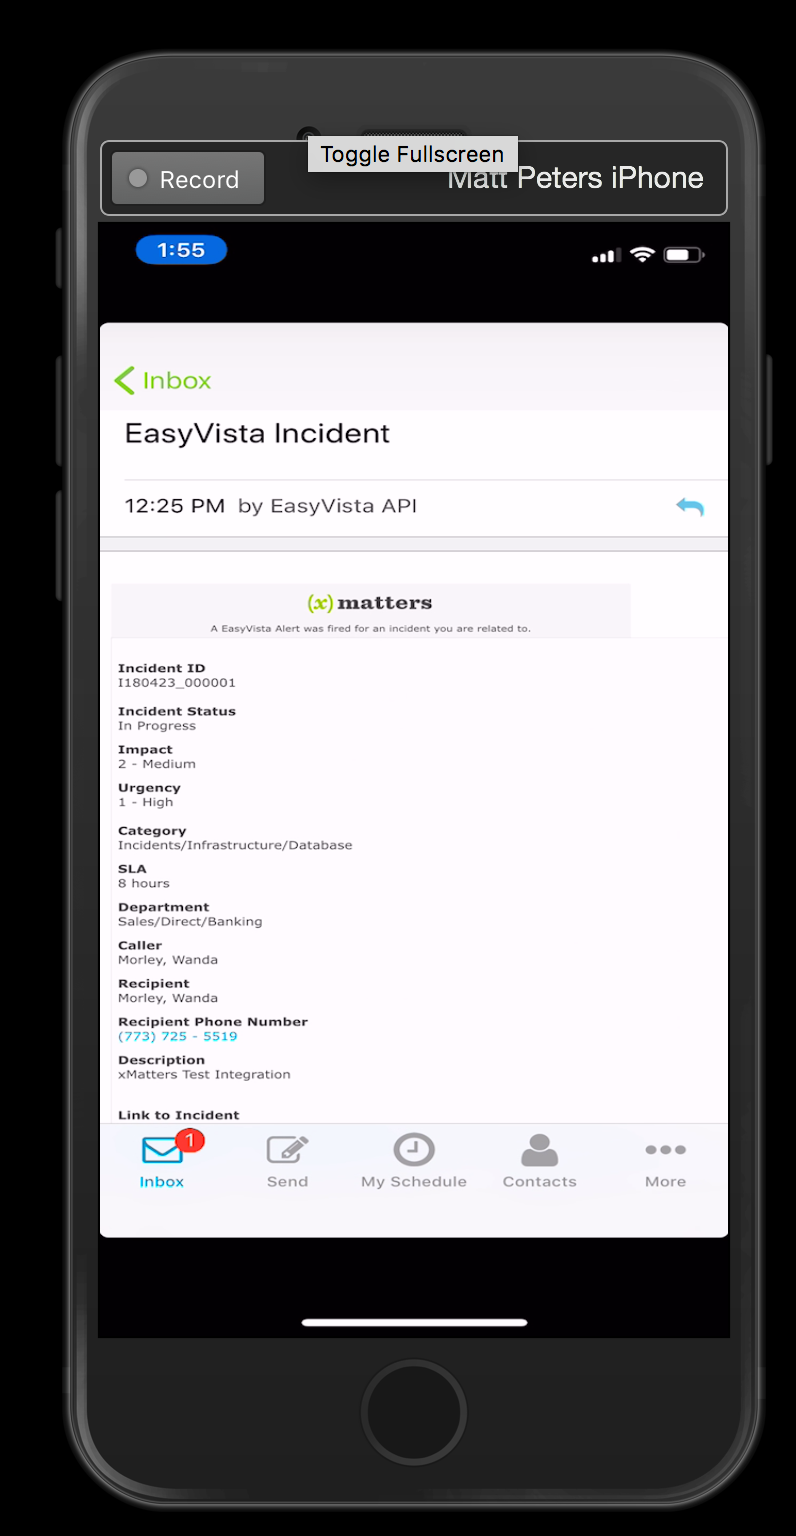 Toggle Fullscreen
Record
Matt Peters iPhone
1:55
Inbox
EasyVista Incident
12:25 PM by EasyVista API
(x) matters
A EasyVista Alert was fired for an incident you are related to.
Incident ID
I180423_000001
Incident Status
In Progress
Impact
2 - Medium
Urgency
1 - High
Category
Incidents/Infrastructure/Database
SLA
8 hours
Department
Sales/Direct/Banking
Caller
Morley, Wanda
Recipient
Morley, Wanda
Recipient Phone Number
(773) 725 - 5519
Description
xMatters Test Integration
Link to Incident
1
Inbox Send My Schedule Contacts More